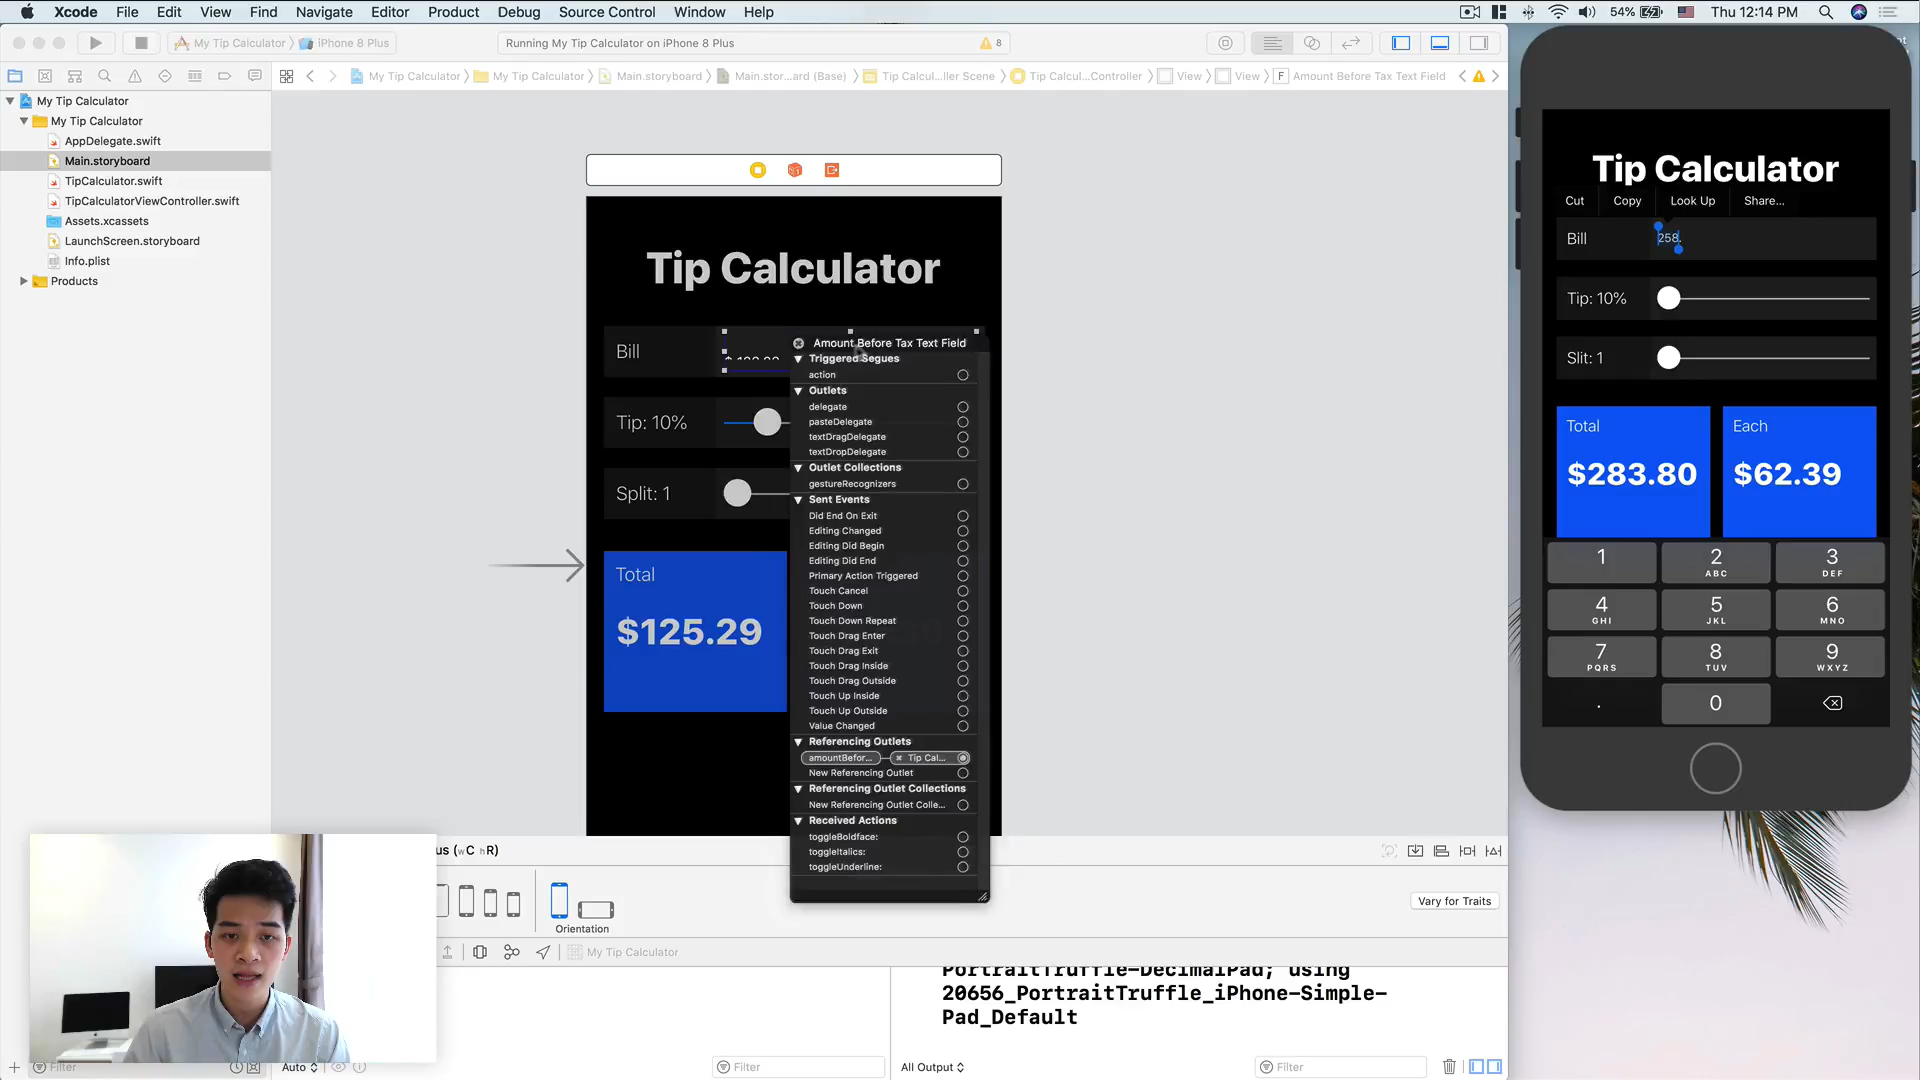 Xcode File Edit View Find Navigate Editor Product Debug Source Control Window Help
54% Thu 12:14 PM
My Tip Calculator iPhone 8 Plus
Running My Tip Calculator on iPhone 8 Plus
8
My Tip Calculator
My Tip Calculator
Main.storyboard
Main.stor...ard (Base)
Tip Calcul...ller Scene
Tip Calcul...Controller
View
View
F Amount Before Tax Text Field
My Tip Calculator
My Tip Calculator
AppDelegate.swift
Main.storyboard
TipCalculator.swift
TipCalculatorViewController.swift
Assets.xcassets
LaunchScreen.storyboard
Info.plist
Products
Tip Calculator
Bill
Tip: 10%
Split: 1
Total
$125.29
Amount Before Tax Text Field
Triggered Segues
action
Outlets
delegate
pasteDelegate
textDragDelegate
textDropDelegate
Outlet Collections
gestureRecognizers
Sent Events
Did End On Exit
Editing Changed
Editing Did Begin
Editing Did End
Primary Action Triggered
Touch Cancel
Touch Down
Touch Down Repeat
Touch Drag Enter
Touch Drag Exit
Touch Drag Inside
Touch Drag Outside
Touch Up Inside
Touch Up Outside
Value Changed
Referencing Outlets
amountBefor... Tip Cal...
New Referencing Outlet
Referencing Outlet Collections
New Referencing Outlet Colle...
Received Actions
toggleBoldface:
toggleItalics:
toggleUnderline:
us (wC hR)
Orientation
Vary for Traits
My Tip Calculator
PortraitTruffle-DecimalPad; using
20656_PortraitTruffle_iPhone-Simple-
Pad_Default
Filter
Auto
Filter
All Output
Filter
Tip Calculator
Cut Copy Look Up Share...
Bill 258.
Tip: 10%
Slit: 1
Total
$283.80
Each
$62.39
1
2 ABC
3 DEF
4 GHI
5 JKL
6 MNO
7 PQRS
8 TUV
9 WXYZ
.
0